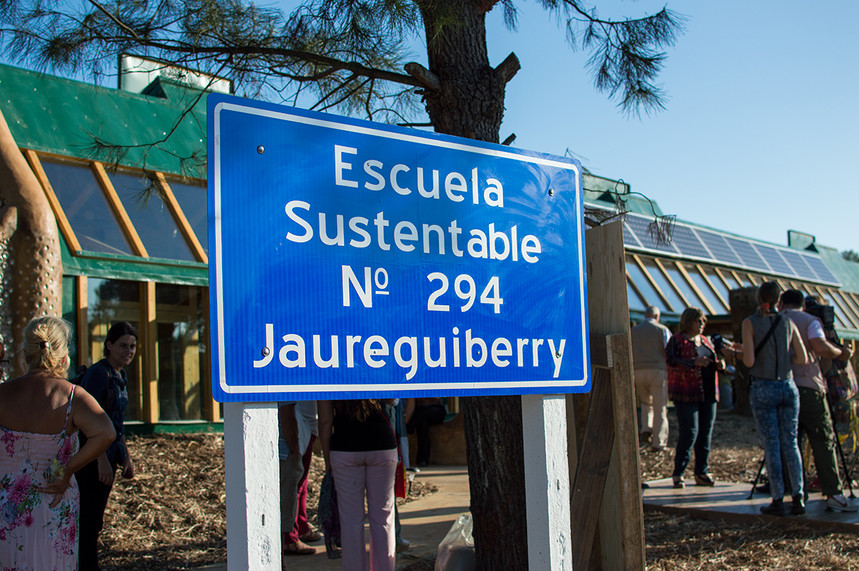 Escuela
Sustentable
Nº 294
Jaureguiberry